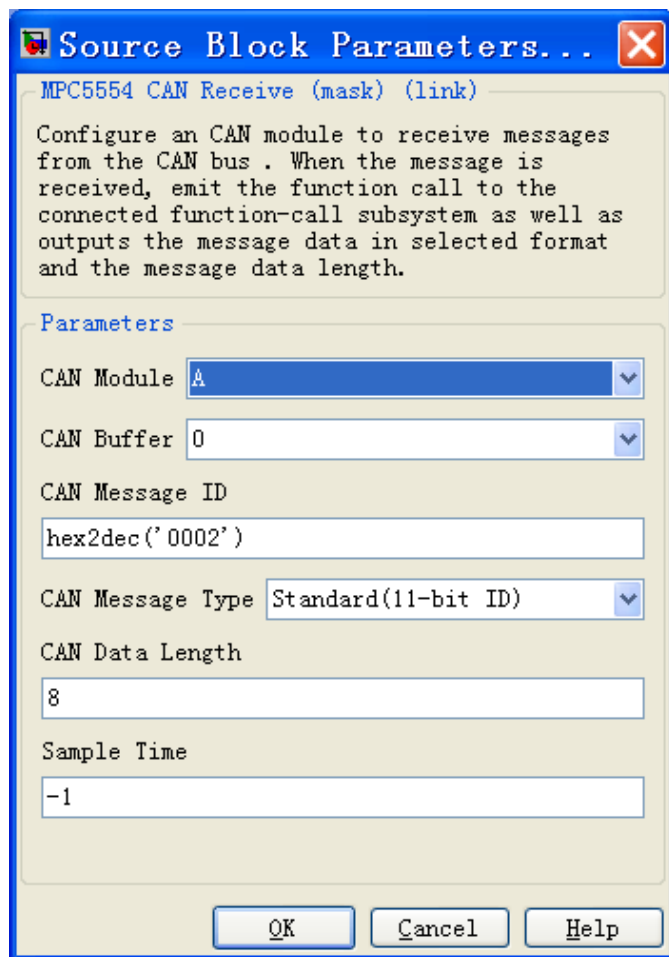 Source Block Parameters...
MPC5554 CAN Receive (mask) (link)
Configure an CAN module to receive messages
from the CAN bus . When the message is
received, emit the function call to the
connected function-call subsystem as well as
outputs the message data in selected format
and the message data length.
Parameters
CAN Module A
CAN Buffer 0
CAN Message ID
hex2dec('0002')
CAN Message Type Standard(11-bit ID)
CAN Data Length
8
Sample Time
-1
OK Cancel Help